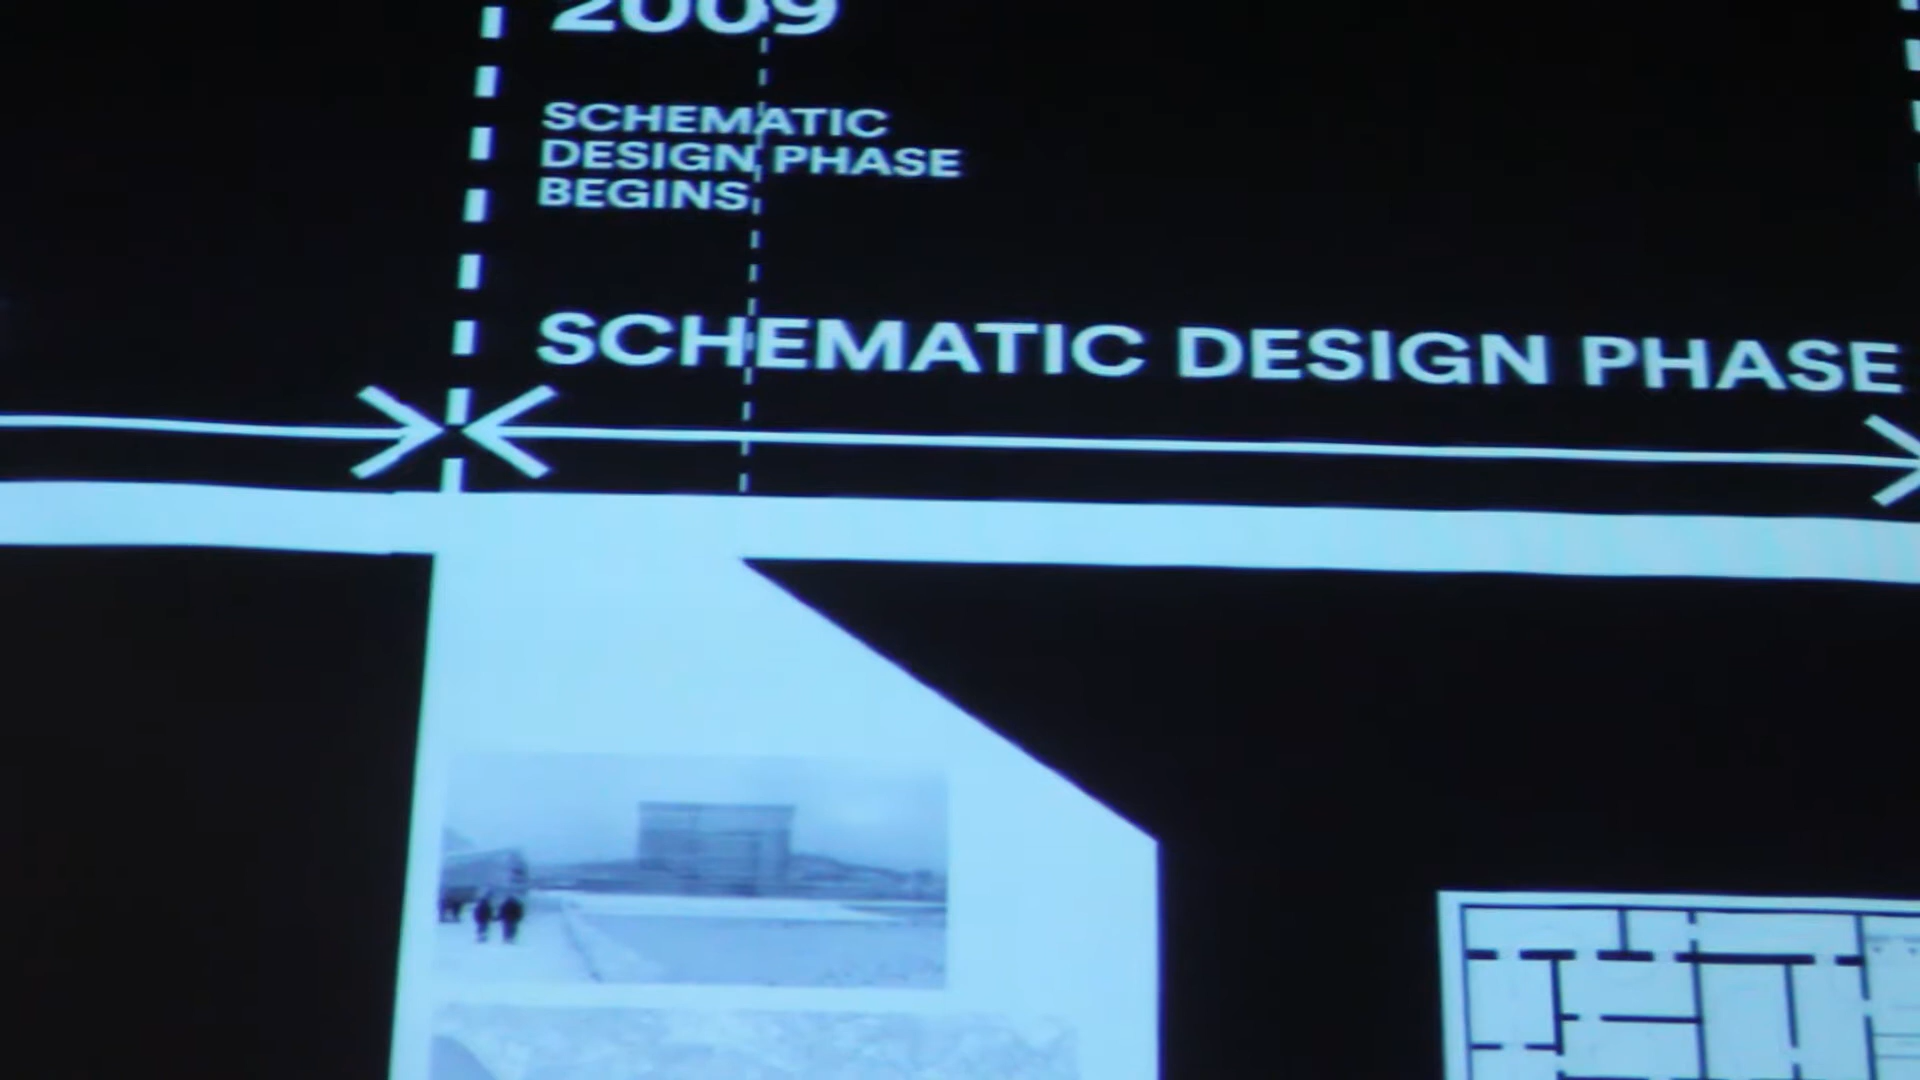 2009
SCHEMATIC
DESIGN PHASE
BEGINS
SCHEMATIC DESIGN PHASE